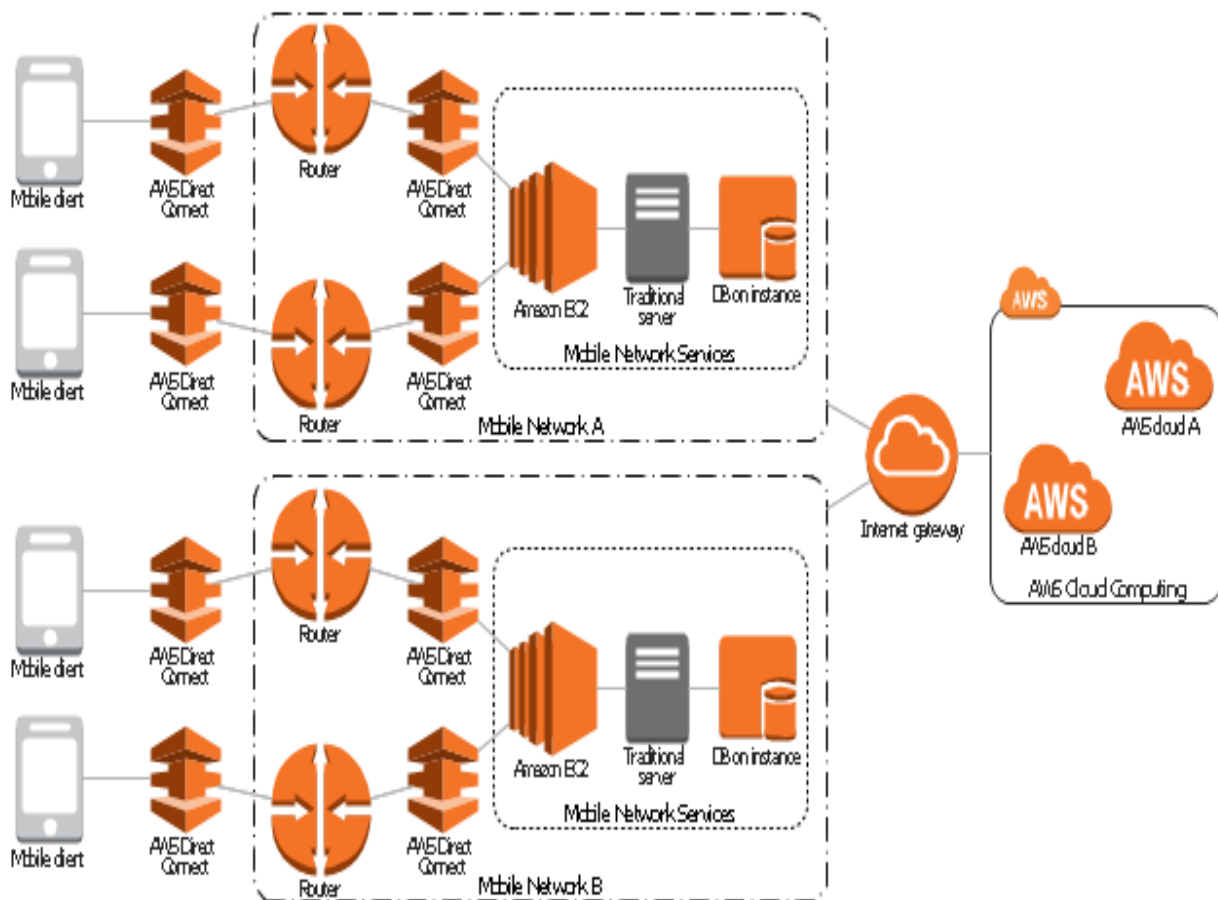 Mobile client
AWS Direct
Connect
Router
AWS Direct
Connect
Amazon EC2
Traditional
server
DB on instance
Mobile Network Services
Mobile client
AWS Direct
Connect
Router
AWS Direct
Connect
Mobile Network A
Mobile client
AWS Direct
Connect
Router
AWS Direct
Connect
Amazon EC2
Traditional
server
DB on instance
Mobile Network Services
Mobile client
AWS Direct
Connect
Router
AWS Direct
Connect
Mobile Network B
Internet gateway
AWS
AWS
AWS cloud A
AWS
AWS cloud B
AWS Cloud Computing